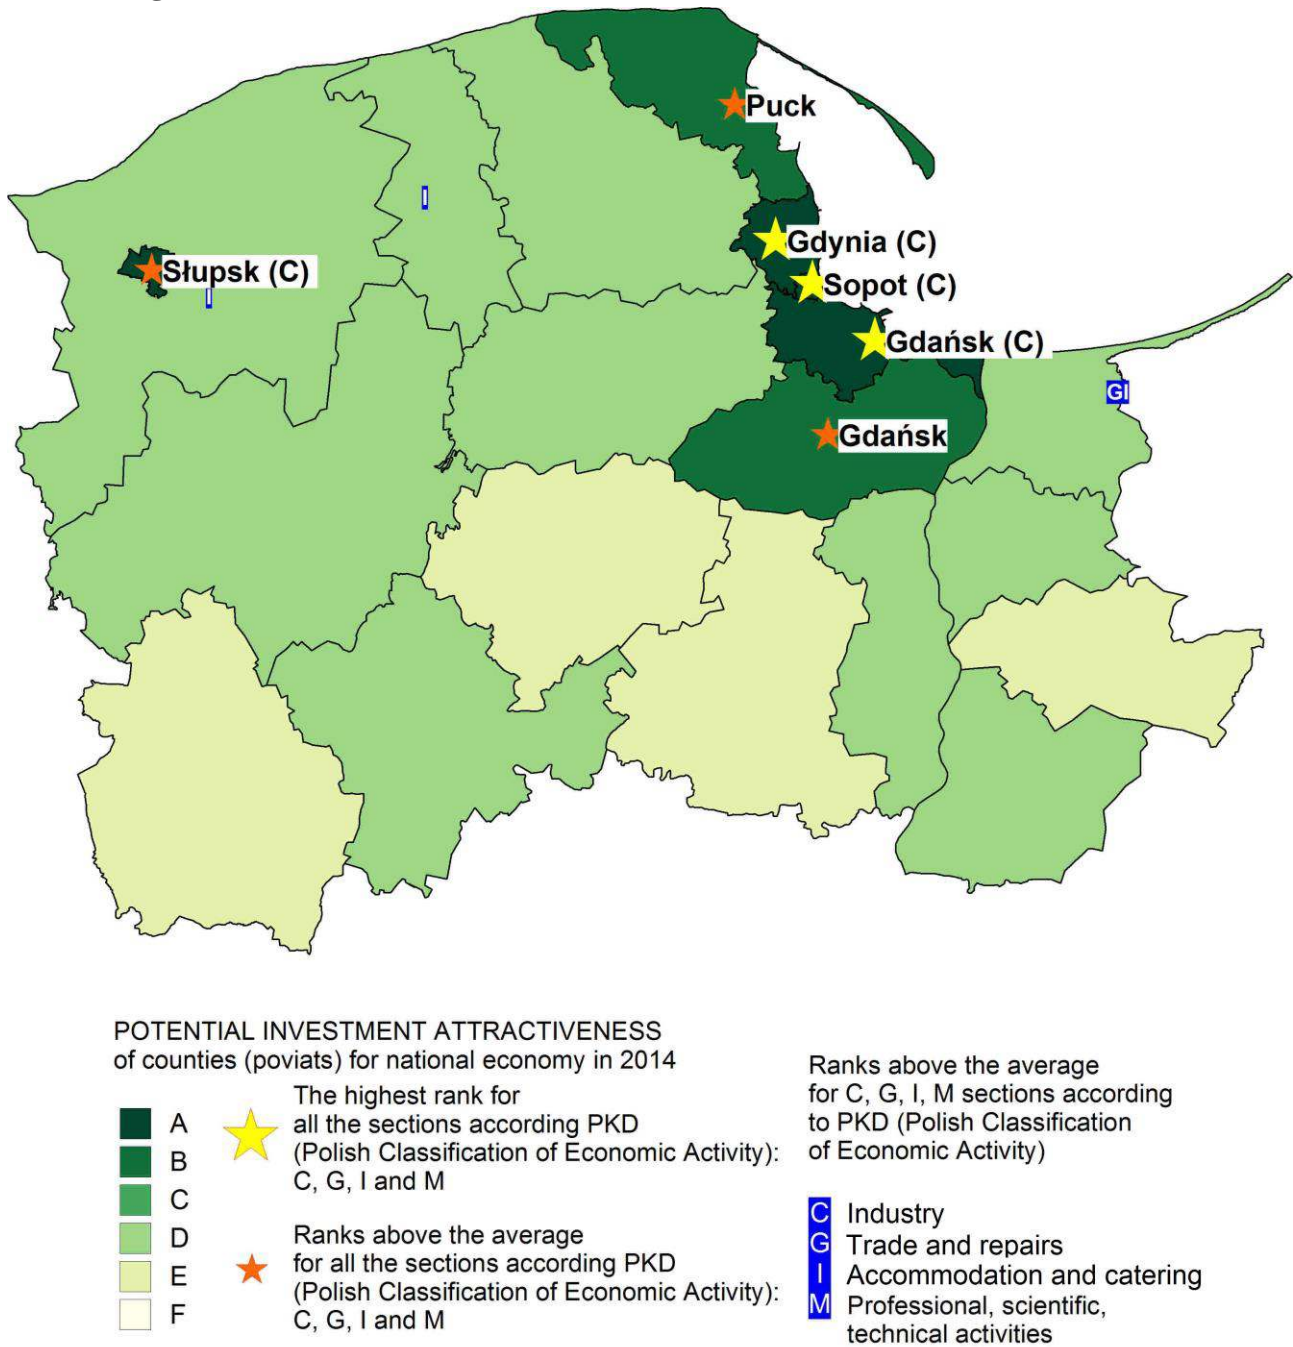 Puck
I
Gdynia (C)
Słupsk (C)
Sopot (C)
I
Gdańsk (C)
GI
Gdańsk
POTENTIAL INVESTMENT ATTRACTIVENESS
of counties (poviats) for national economy in 2014
A
B
C
D
E
F
The highest rank for
all the sections according PKD
(Polish Classification of Economic Activity):
C, G, I and M
Ranks above the average
for all the sections according PKD
(Polish Classification of Economic Activity):
C, G, I and M
Ranks above the average
for C, G, I, M sections according
to PKD (Polish Classification
of Economic Activity)
C Industry
G Trade and repairs
I Accommodation and catering
M Professional, scientific,
technical activities